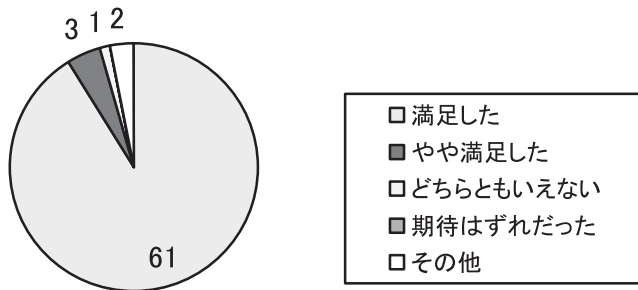 3 1 2
61
満足した
やや満足した
どちらともいえない
期待はずれだった
その他